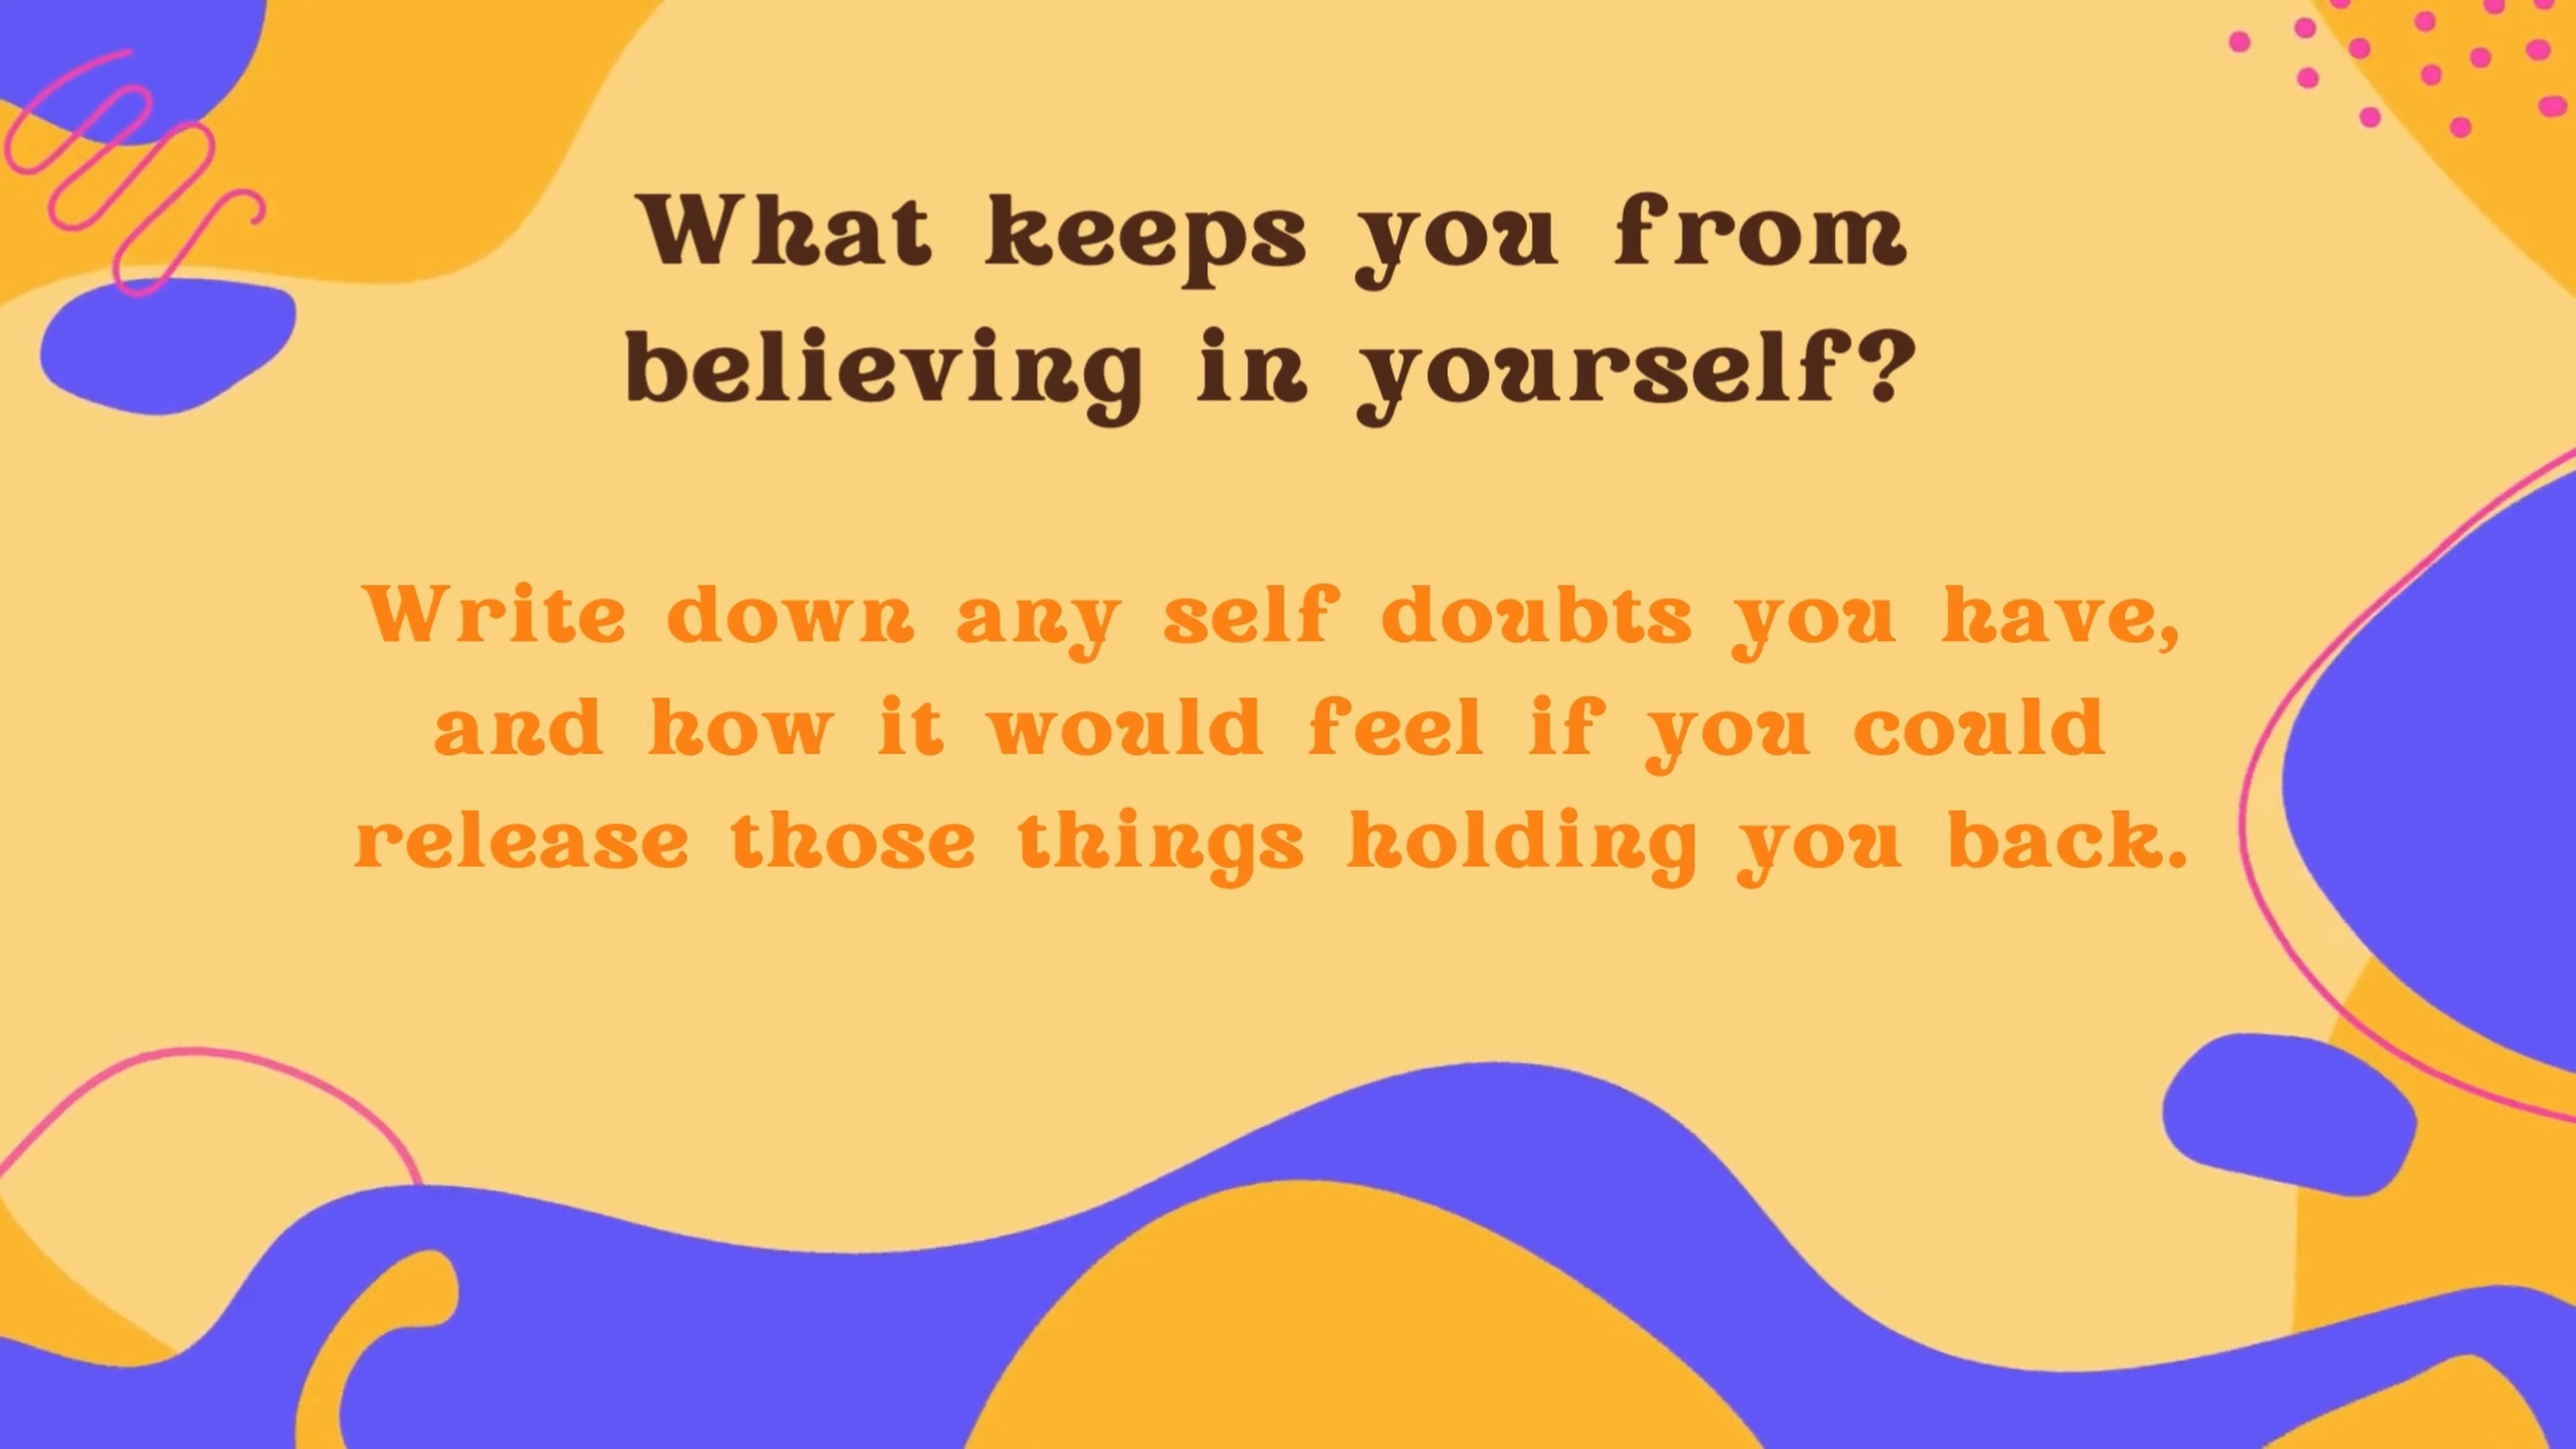 What keeps you from
believing in yourself?
Write down any self doubts you have,
and how it would feel if you could
release those things holding you back.